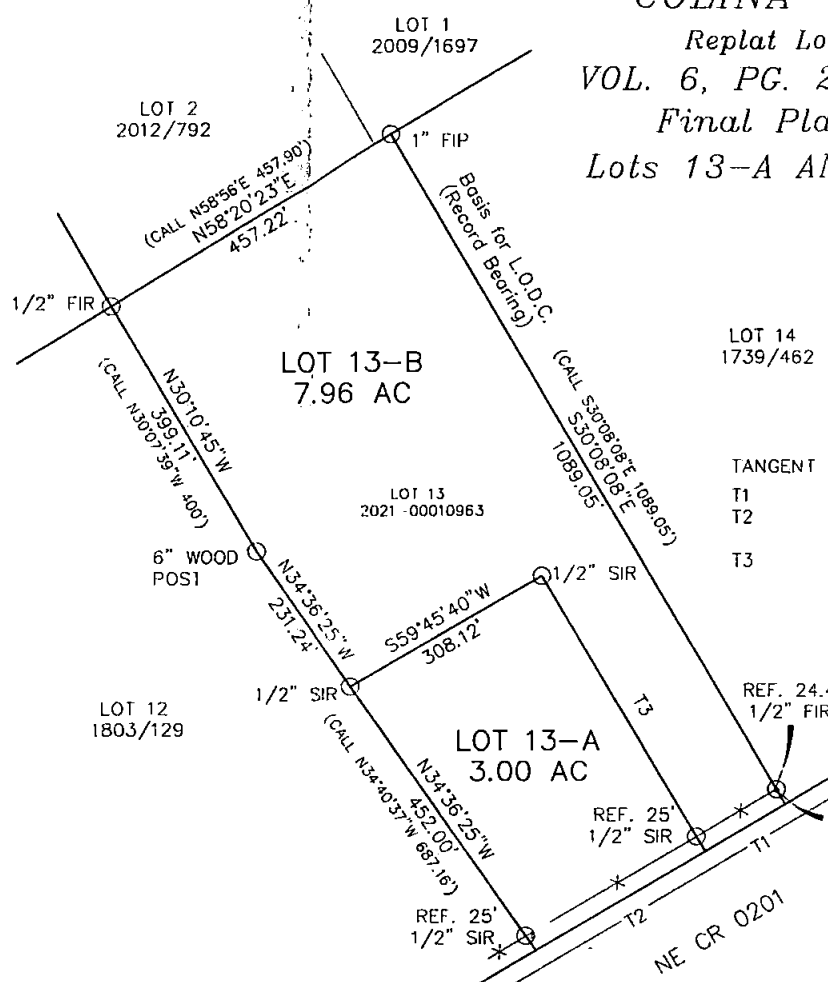 COLINA
Replat Lo
VOL. 6, PG. 2
Final Pla
Lots 13-A AN
LOT 1
2009/1697
LOT 2
2012/792
1" FIP
(CALL N58°56'E 457.90')
N58°20'23"E
457.22'
1/2" FIR
Basis for L.O.D.C.
(Record Bearing)
LOT 14
1739/462
LOT 13-B
7.96 AC
N30°10'45"W
399.11'
(CALL N30°07'39"W 400')
(CALL S30°08'08"E 1089.05')
S30°08'08"E
1089.05'
LOT 13
2021-00010963
TANGENT
T1
T2
T3
6" WOOD
POST
N34°36'25"W
231.24'
1/2" SIR
S59°45'40"W
308.12'
1/2" SIR
T3
LOT 12
1803/129
REF. 24.4
1/2" FIR
LOT 13-A
3.00 AC
N34°36'25"W
452.00'
(CALL N34°40'37"W 687.16')
REF. 25'
1/2" SIR
T1
REF. 25'
1/2" SIR
T2
NE CR 0201